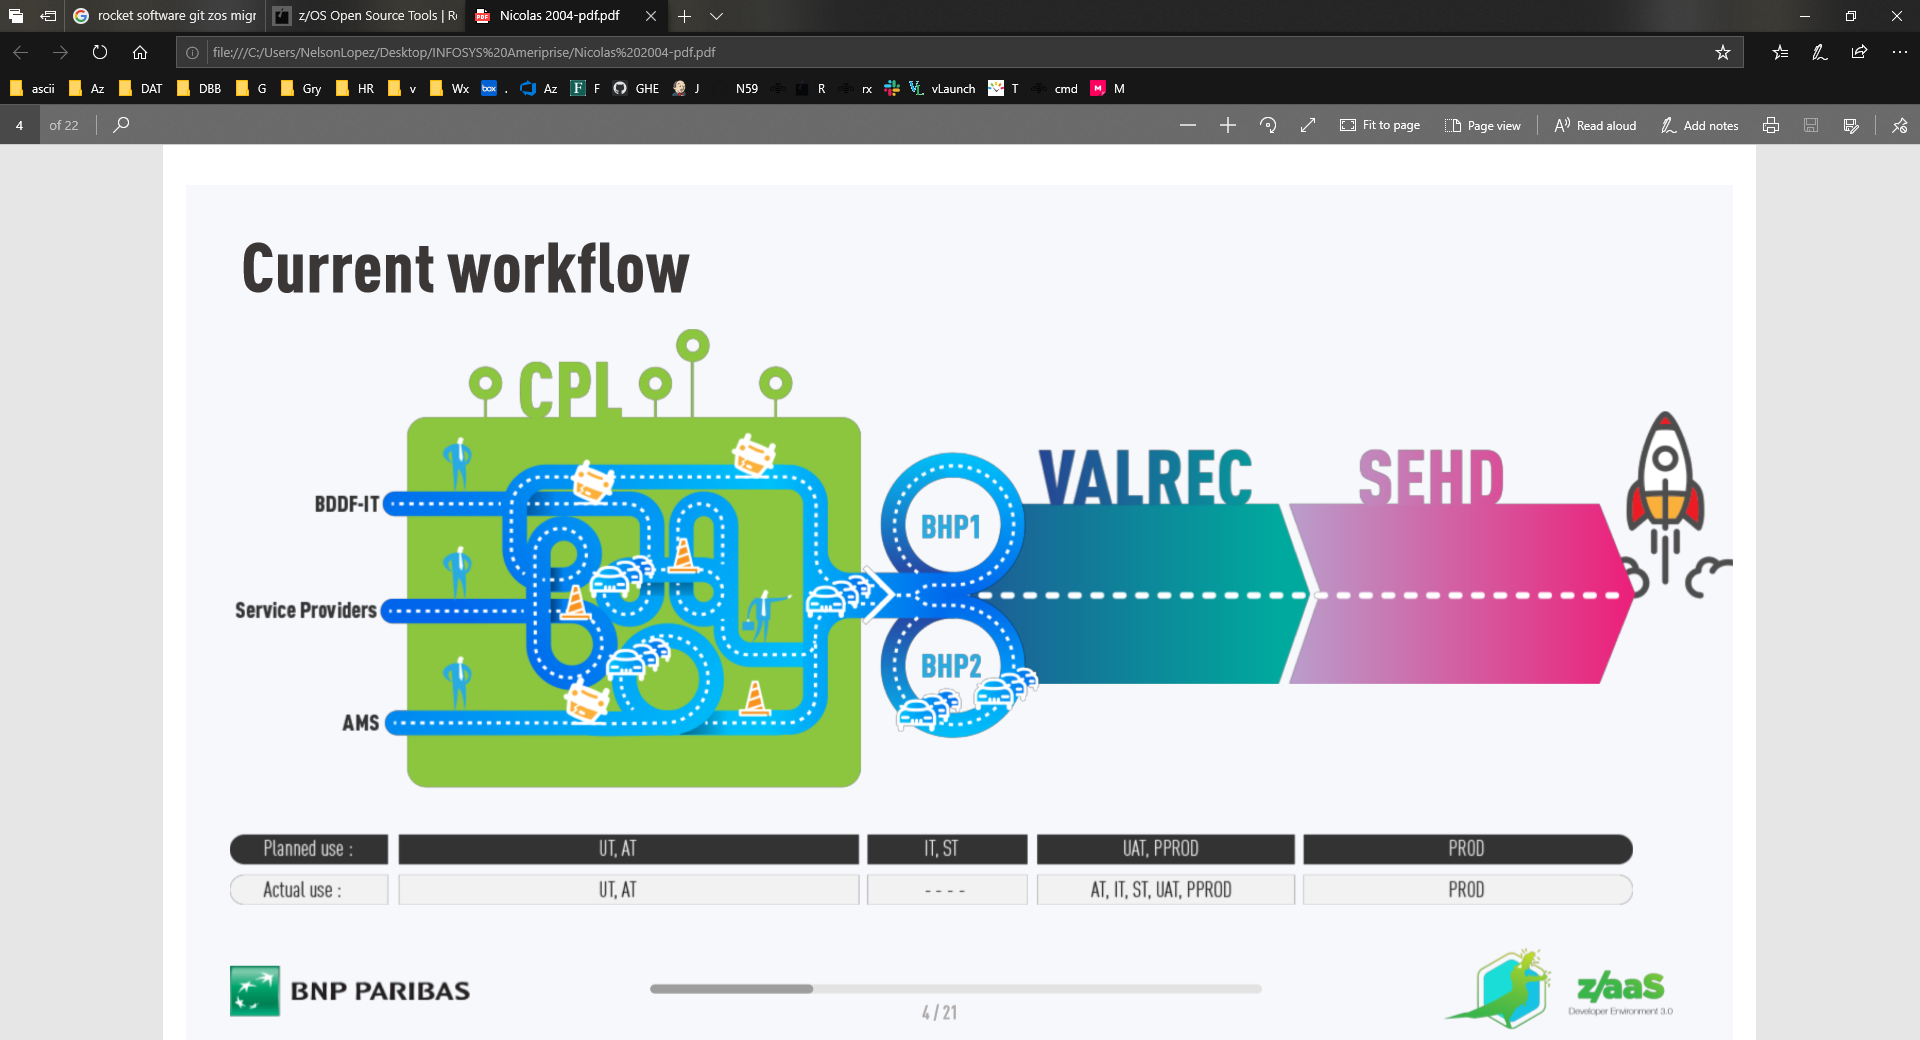 rocket software git zos migr
z/OS Open Source Tools | Ro
Nicolas 2004-pdf.pdf
file:///C:/Users/NelsonLopez/Desktop/INFOSYS%20Ameriprise/Nicolas%202004-pdf.pdf
ascii Az DAT DBB G Gry HR v Wx box . Az F F GHE J N59 R rx vLaunch T cmd M M
4 of 22 Fit to page Page view Read aloud Add notes
Current workflow
CPL
VALREC
SEHD
BDDF-IT
BHP1
Service Providers
BHP2
AMS
Planned use : UT, AT IT, ST UAT, PPROD PROD
Actual use : UT, AT - - - - AT, IT, ST, UAT, PPROD PROD
BNP PARIBAS
4 / 21
z/aaS
Developer Environment 3.0